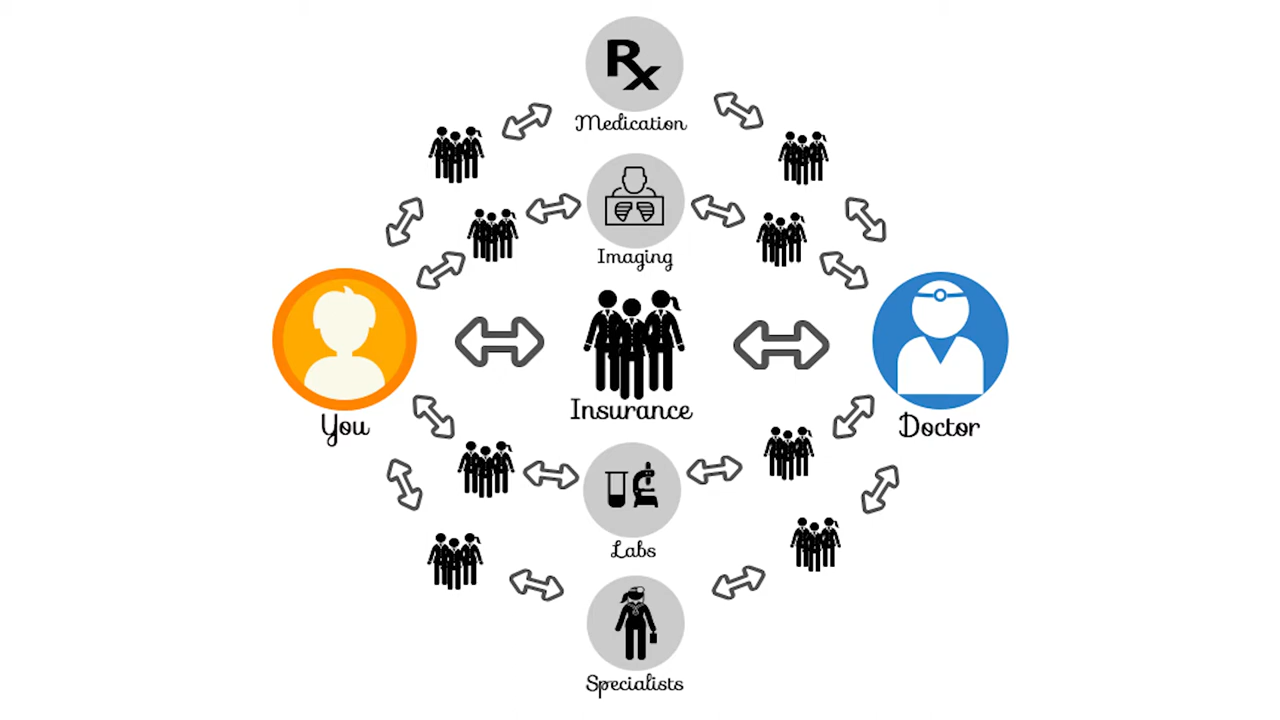 Rx
Medication
Imaging
Insurance
You
Doctor
Labs
Specialists